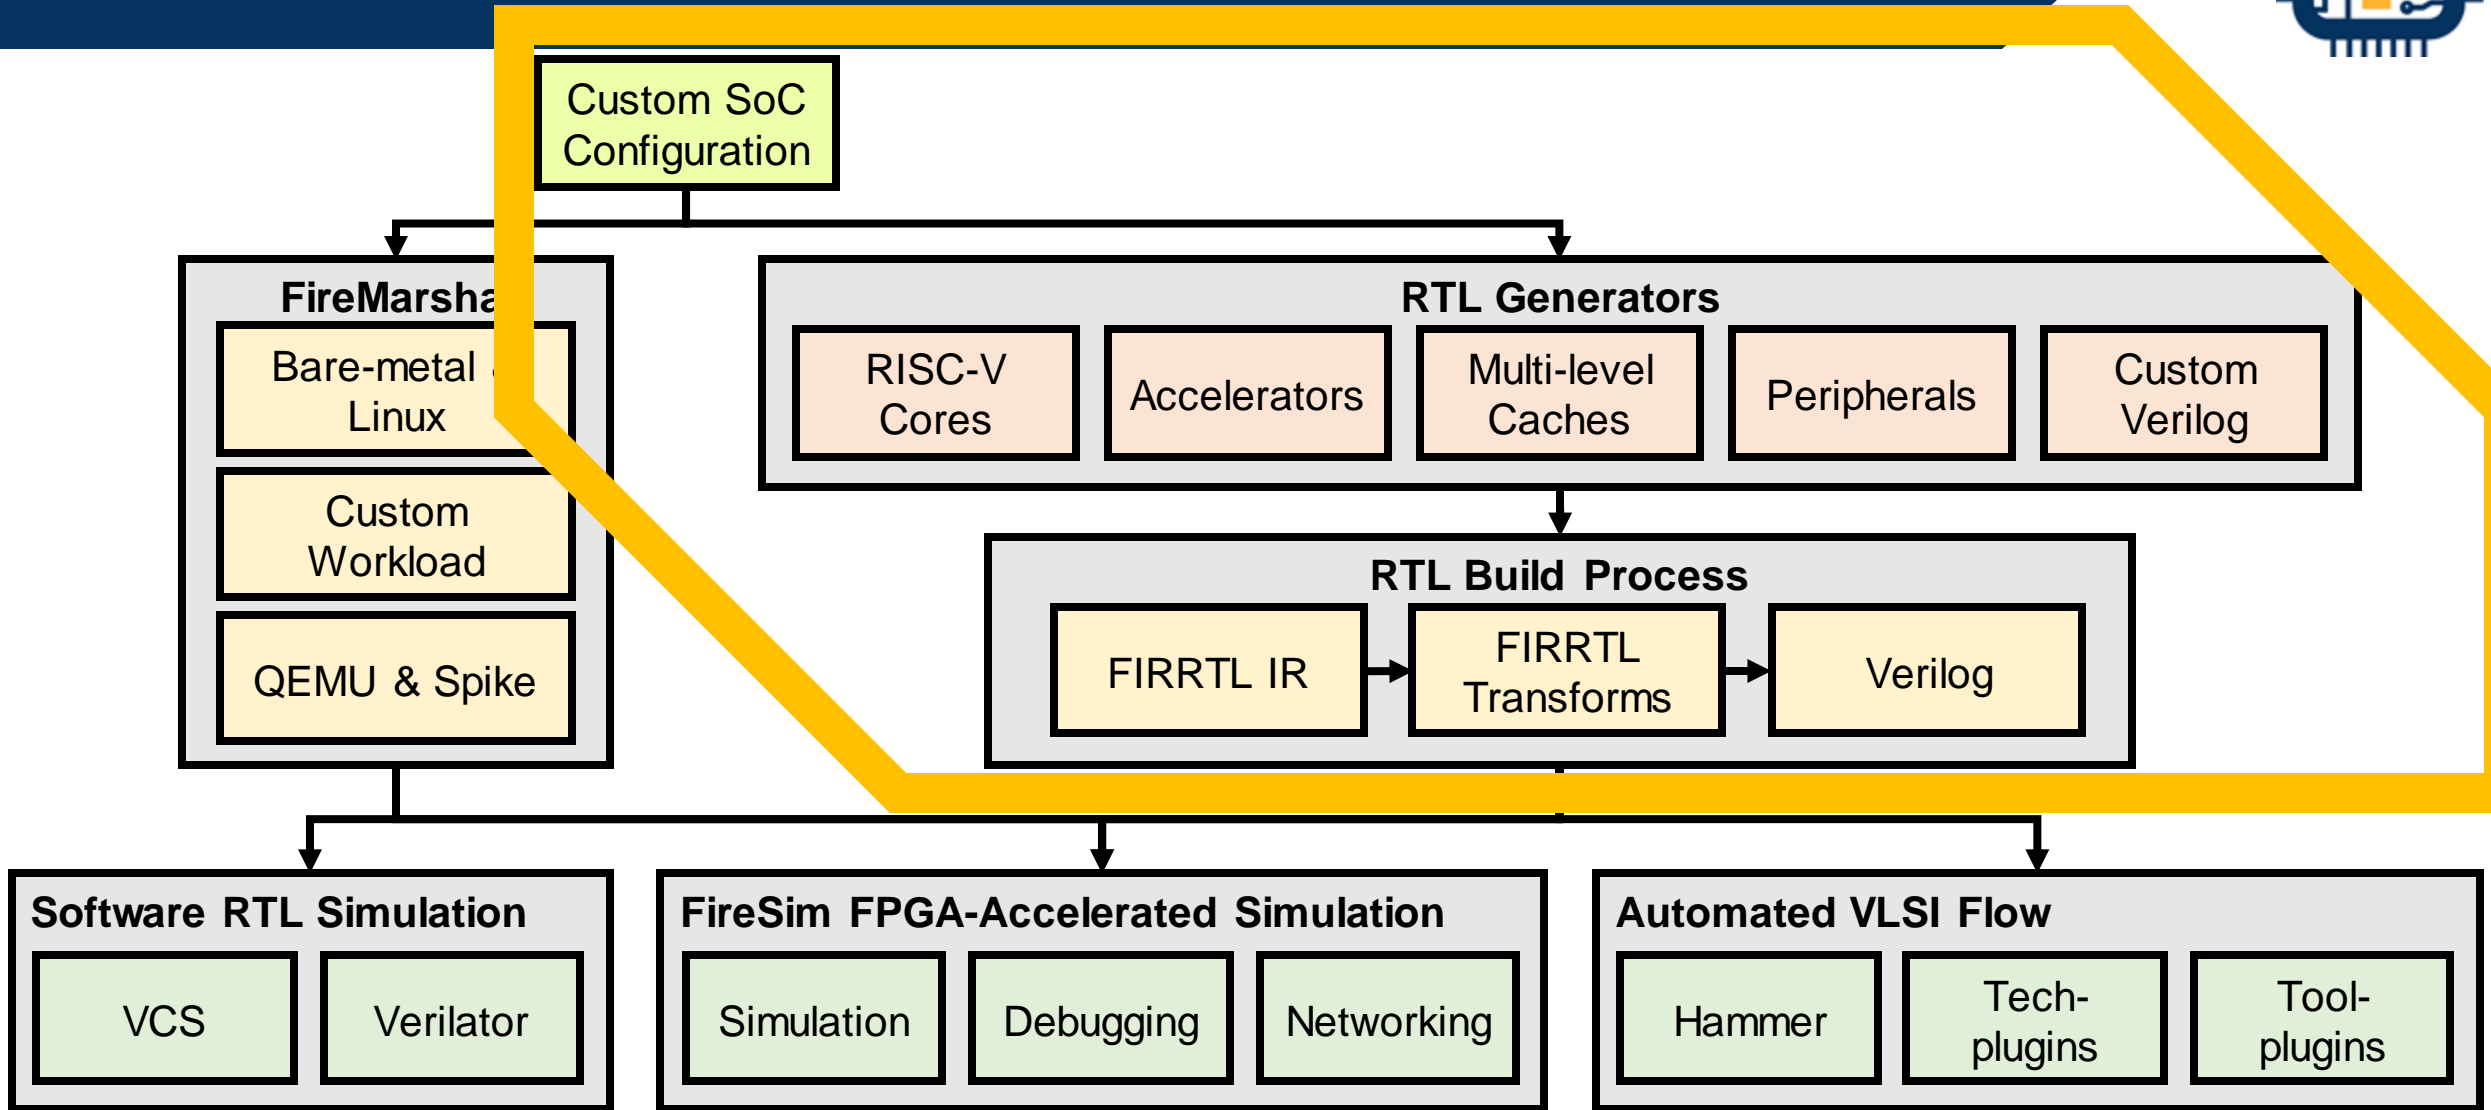 Custom SoC
Configuration
FireMarsha
Bare-metal
Linux
Custom
Workload
QEMU & Spike
RTL Generators
RISC-V
Cores
Accelerators
Multi-level
Caches
Peripherals
Custom
Verilog
RTL Build Process
FIRRTL IR
FIRRTL
Transforms
Verilog
Software RTL Simulation
VCS
Verilator
FireSim FPGA-Accelerated Simulation
Simulation
Debugging
Networking
Automated VLSI Flow
Hammer
Tech-
plugins
Tool-
plugins